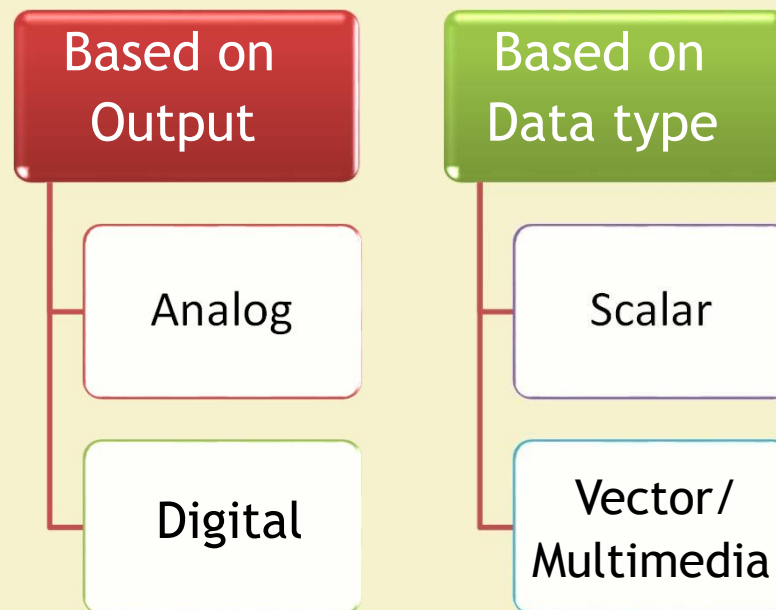 Based on
Output
Analog
Digital
Based on
Data type
Scalar
Vector/
Multimedia